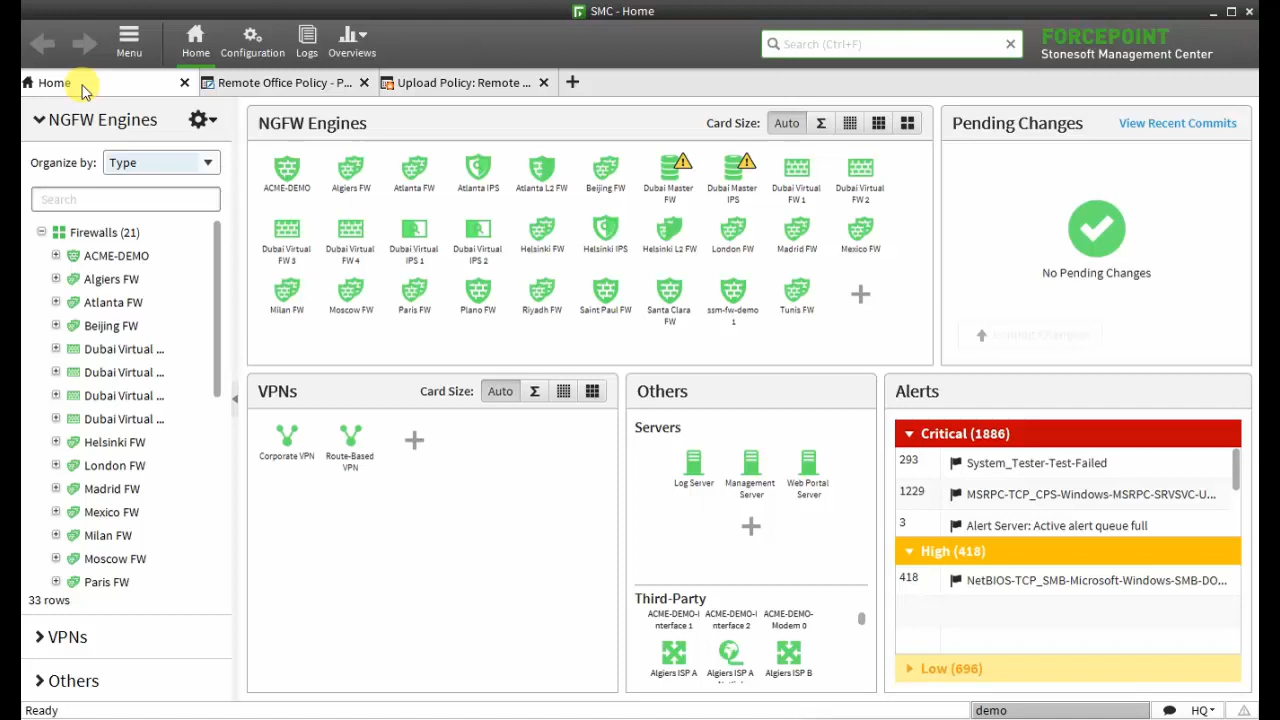 SMC - Home
Menu
Home
Configuration
Logs
Overviews
Search (Ctrl+F)
FORCEPOINT
Stonesoft Management Center
Home
Remote Office Policy - P...
Upload Policy: Remote ...
NGFW Engines
Organize by:
Type
Search
Firewalls (21)
ACME-DEMO
Algiers FW
Atlanta FW
Beijing FW
Dubai Virtual ...
Dubai Virtual ...
Dubai Virtual ...
Dubai Virtual ...
Helsinki FW
London FW
Madrid FW
Mexico FW
Milan FW
Moscow FW
Paris FW
33 rows
VPNs
Others
NGFW Engines
Card Size:
Auto
Σ
ACME-DEMO
Algiers FW
Atlanta FW
Atlanta IPS
Atlanta L2 FW
Beijing FW
Dubai Master
FW
Dubai Master
IPS
Dubai Virtual
FW 1
Dubai Virtual
FW 2
Dubai Virtual
FW 3
Dubai Virtual
FW 4
Dubai Virtual
IPS 1
Dubai Virtual
IPS 2
Helsinki FW
Helsinki IPS
Helsinki L2 FW
London FW
Madrid FW
Mexico FW
Milan FW
Moscow FW
Paris FW
Plano FW
Riyadh FW
Saint Paul FW
Santa Clara
FW
ssm-fw-demo
1
Tunis FW
Pending Changes
View Recent Commits
No Pending Changes
VPNs
Card Size:
Auto
Σ
Corporate VPN
Route-Based
VPN
Others
Servers
Log Server
Management
Server
Web Portal
Server
Third-Party
ACME-DEMO-I
nterface 1
ACME-DEMO-I
nterface 2
ACME-DEMO-
Modem 0
Algiers ISP A
Algiers ISP A
Algiers ISP B
Alerts
Critical (1886)
293
System_Tester-Test-Failed
1229
MSRPC-TCP_CPS-Windows-MSRPC-SRVSVC-U...
3
Alert Server: Active alert queue full
High (418)
418
NetBIOS-TCP_SMB-Microsoft-Windows-SMB-DO...
Low (696)
Ready
demo
HQ